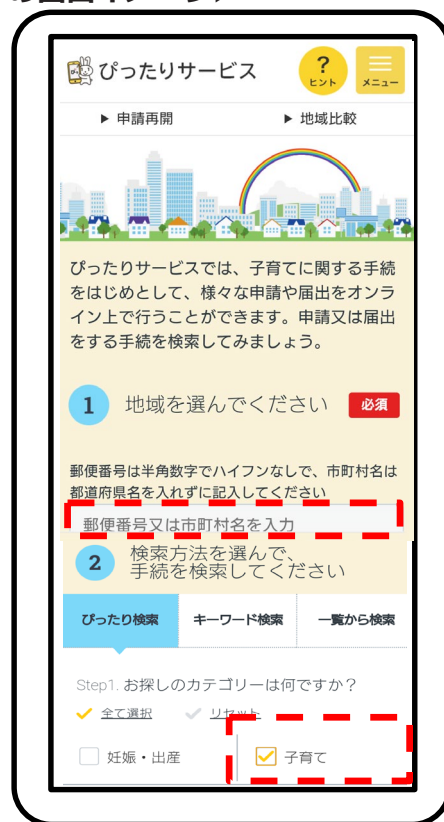 ぴったりサービス
?
ヒント
メニュー
▶ 申請再開
▶ 地域比較
ぴったりサービスでは、子育てに関する手続
をはじめとして、様々な申請や届出をオンラ
イン上で行うことができます。申請又は届出
をする手続を検索してみましょう。
1 地域を選んでください 必須
郵便番号は半角数字でハイフンなしで、市町村名は
都道府県名を入れずに記入してください
郵便番号又は市町村名を入力
2 検索方法を選んで、
手続を検索してください
ぴったり検索 キーワード検索 一覧から検索
Step1. お探しのカテゴリーは何ですか？
全て選択 リセット
妊娠・出産 子育て